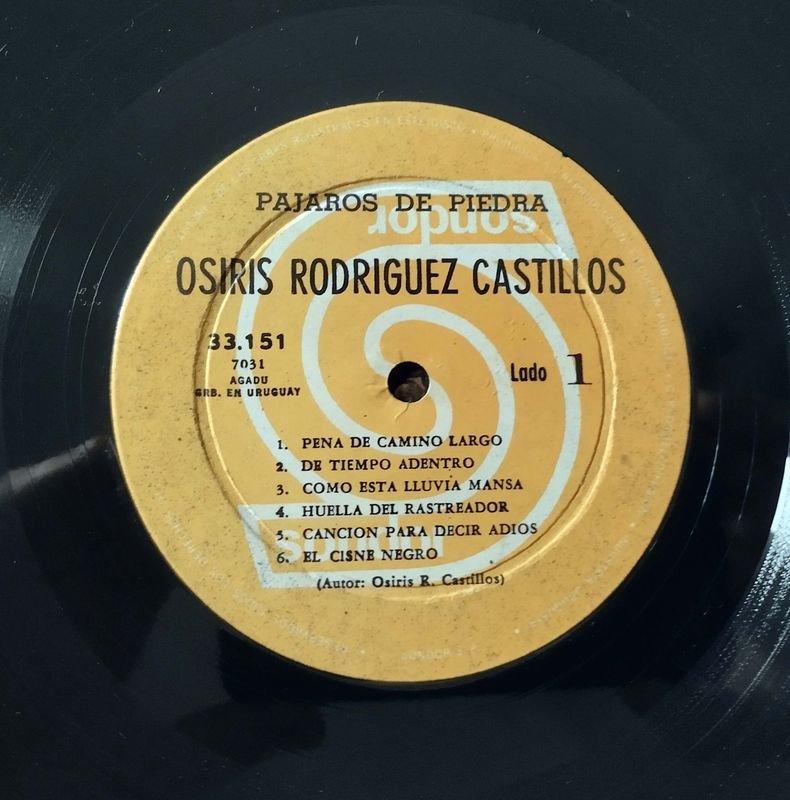 PAJAROS DE PIEDRA
sondor
OSIRIS RODRIGUEZ CASTILLOS
33.151
7031
AGADU
GRB. EN URUGUAY
Lado 1
1. PENA DE CAMINO LARGO
2. DE TIEMPO ADENTRO
3. COMO ESTA LLUVIA MANSA
4. HUELLA DEL RASTREADOR
5. CANCION PARA DECIR ADIOS
6. EL CISNE NEGRO
sondor
(Autor: Osiris R. Castillos)